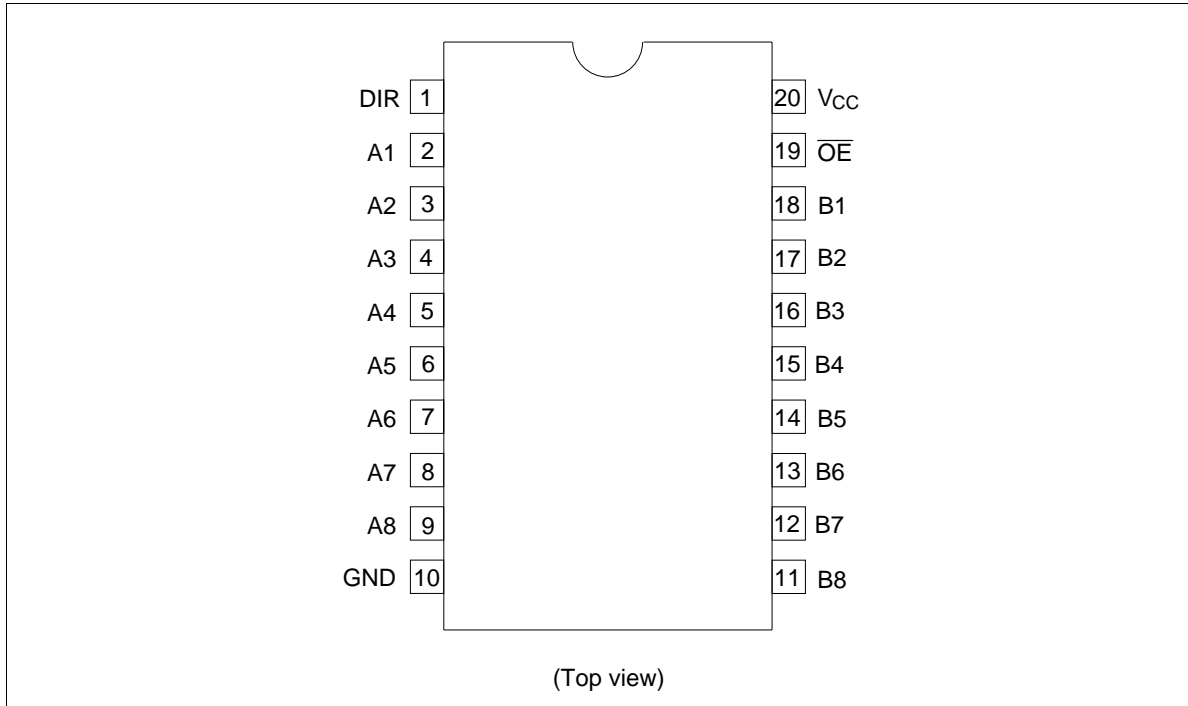 DIR 1 20 VCC
A1 2 19 O̅E̅
A2 3 18 B1
A3 4 17 B2
A4 5 16 B3
A5 6 15 B4
A6 7 14 B5
A7 8 13 B6
A8 9 12 B7
GND 10 11 B8
(Top view)